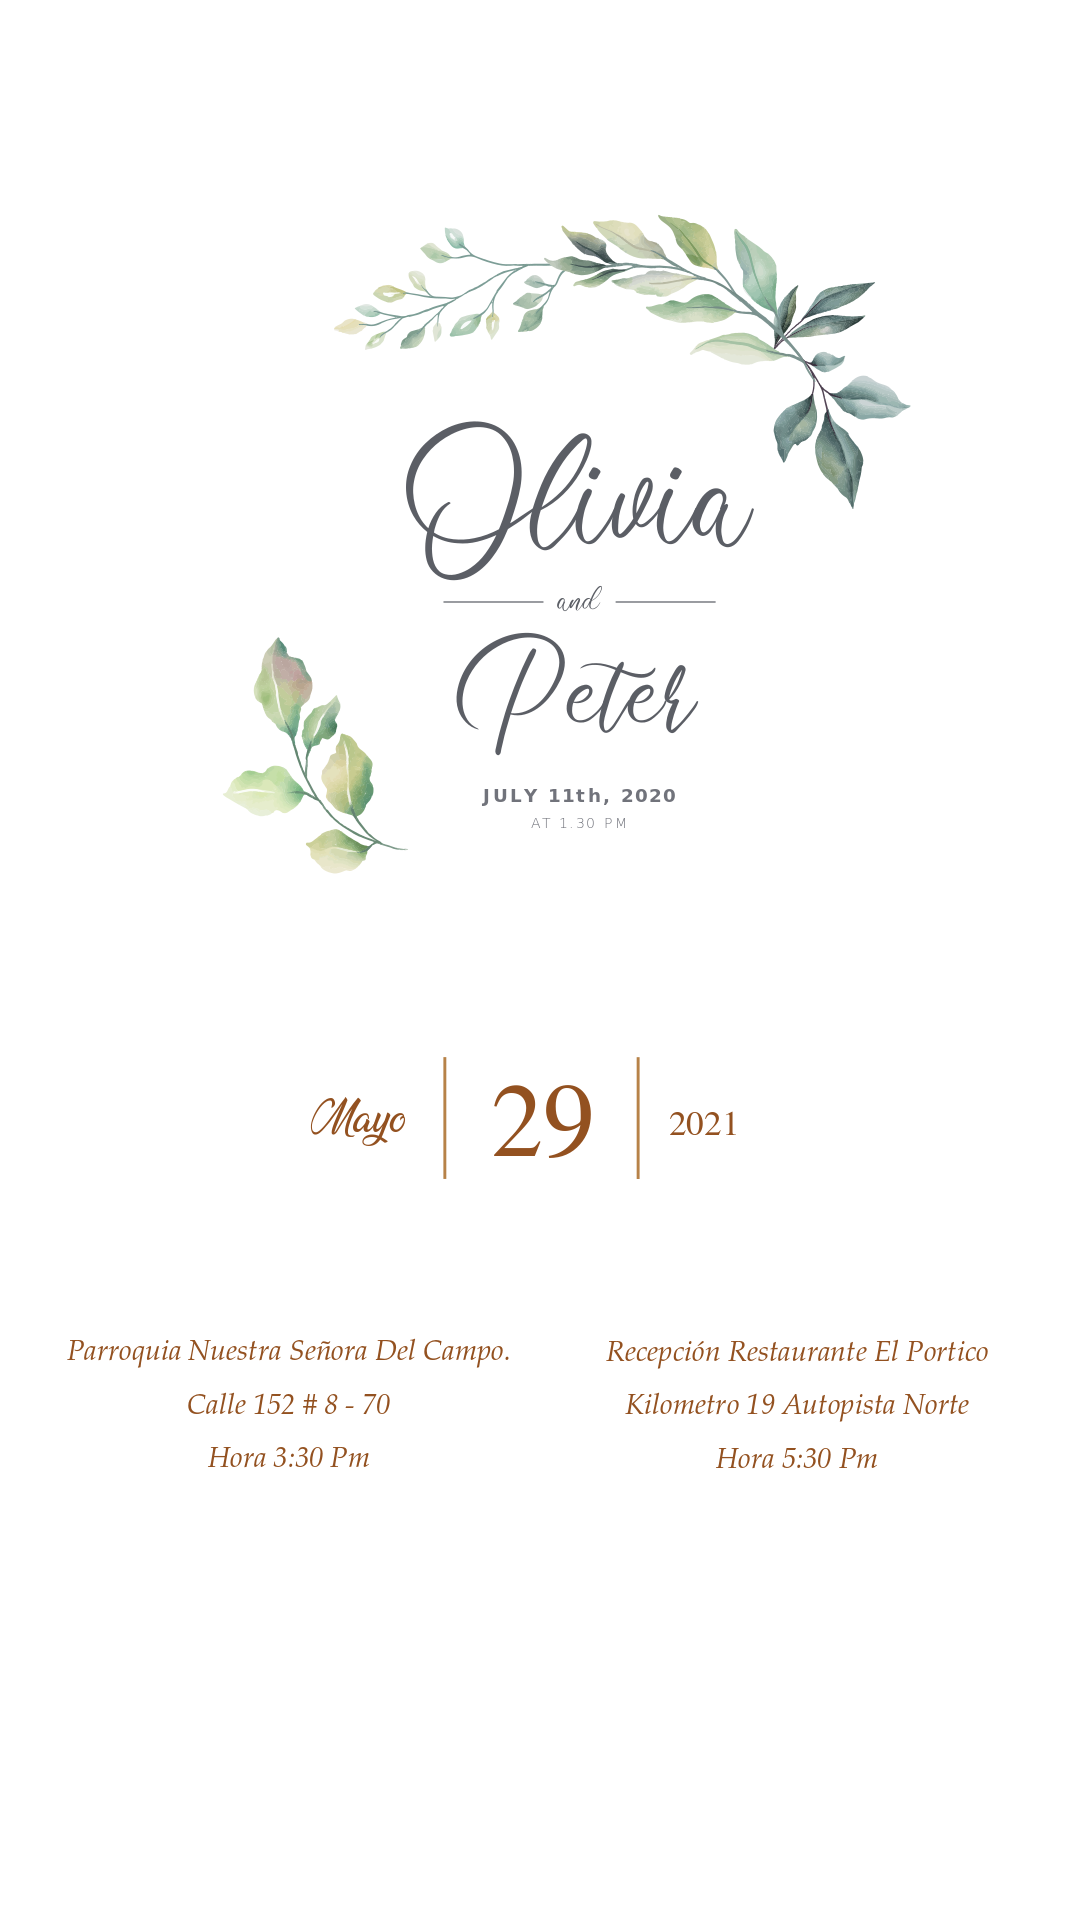 Olivia
and
Peter
JULY 11th, 2020
AT 1.30 PM
Mayo 29 2021
Parroquia Nuestra Señora Del Campo.
Calle 152 # 8 - 70
Hora 3:30 Pm
Recepción Restaurante El Portico
Kilometro 19 Autopista Norte
Hora 5:30 Pm